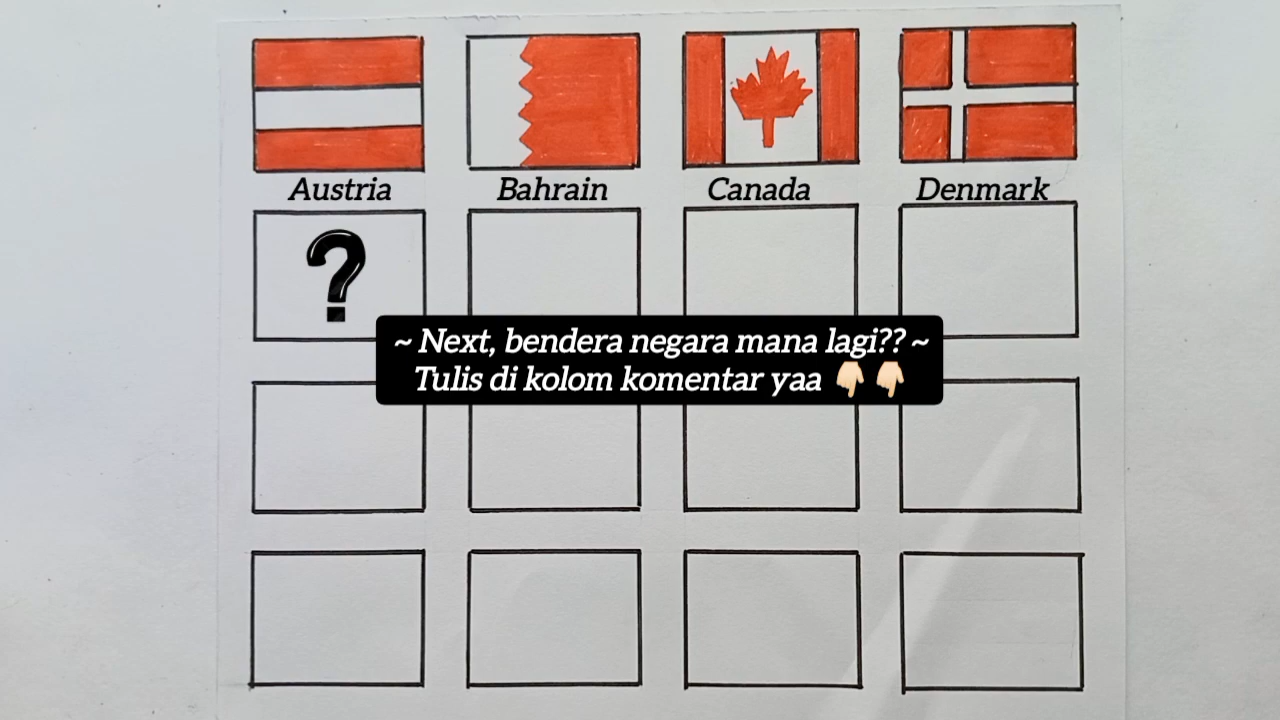 Austria
Bahrain
Canada
Denmark
?
~ Next, bendera negara mana lagi?? ~
Tulis di kolom komentar yaa 👇🏻👇🏻